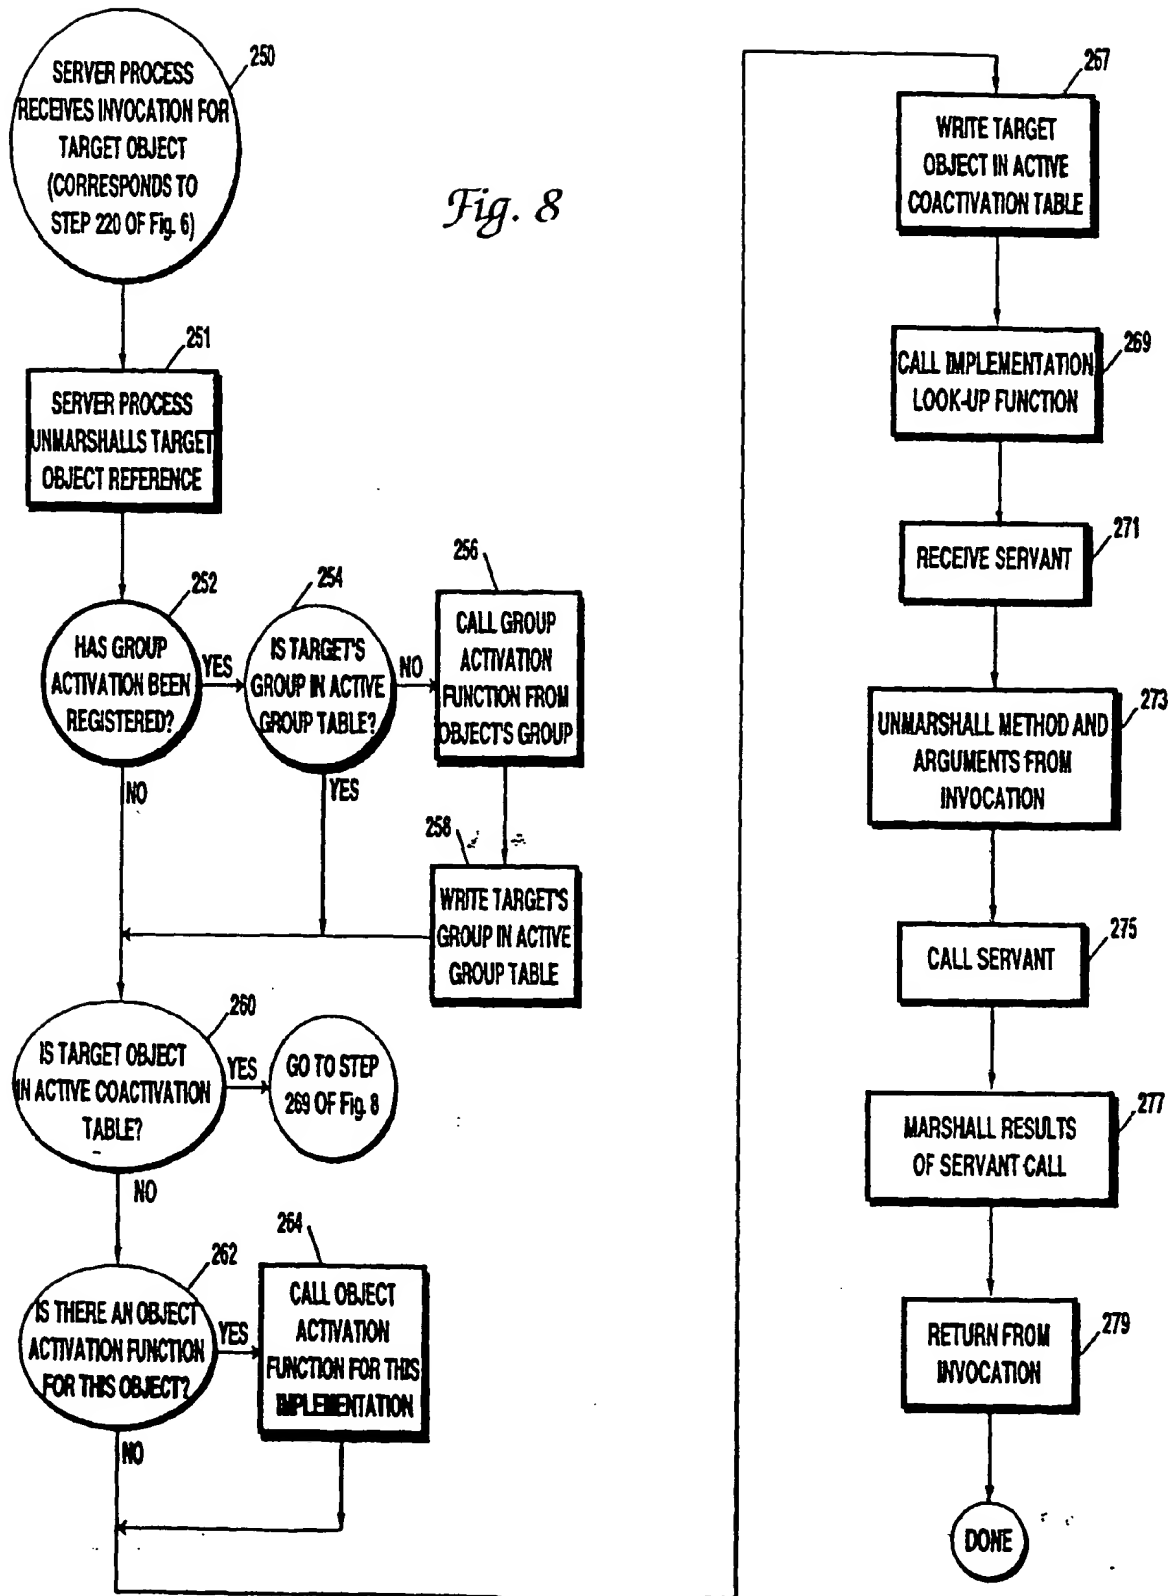 250
SERVER PROCESS
RECEIVES INVOCATION FOR
TARGET OBJECT
(CORRESPONDS TO
STEP 220 OF Fig. 6)
Fig. 8
251
SERVER PROCESS
UNMARSHALLS TARGET
OBJECT REFERENCE
252
HAS GROUP
ACTIVATION BEEN
REGISTERED?
YES
NO
254
IS TARGET'S
GROUP IN ACTIVE
GROUP TABLE?
NO
YES
256
CALL GROUP
ACTIVATION
FUNCTION FROM
OBJECT'S GROUP
258
WRITE TARGET'S
GROUP IN ACTIVE
GROUP TABLE
260
IS TARGET OBJECT
IN ACTIVE COACTIVATION
TABLE?
YES
GO TO STEP
269 OF Fig. 8
NO
262
IS THERE AN OBJECT
ACTIVATION FUNCTION
FOR THIS OBJECT?
YES
NO
264
CALL OBJECT
ACTIVATION
FUNCTION FOR THIS
IMPLEMENTATION
267
WRITE TARGET
OBJECT IN ACTIVE
COACTIVATION TABLE
269
CALL IMPLEMENTATION
LOOK-UP FUNCTION
271
RECEIVE SERVANT
273
UNMARSHALL METHOD AND
ARGUMENTS FROM
INVOCATION
275
CALL SERVANT
277
MARSHALL RESULTS
OF SERVANT CALL
279
RETURN FROM
INVOCATION
DONE